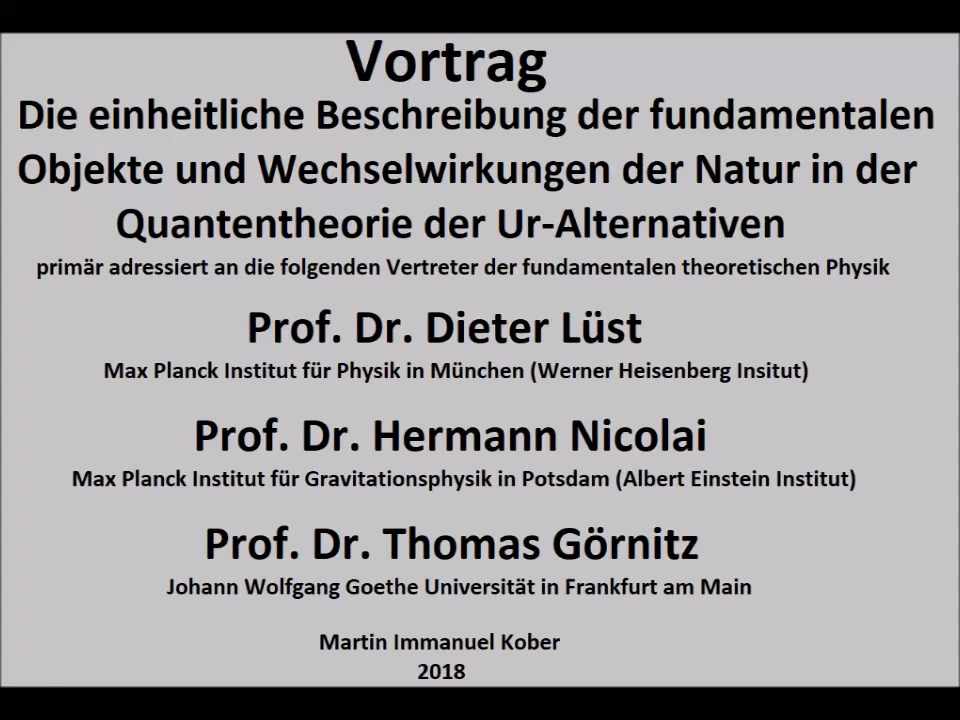 Vortrag
Die einheitliche Beschreibung der fundamentalen
Objekte und Wechselwirkungen der Natur in der
Quantentheorie der Ur-Alternativen
primär adressiert an die folgenden Vertreter der fundamentalen theoretischen Physik
Prof. Dr. Dieter Lüst
Max Planck Institut für Physik in München (Werner Heisenberg Insitut)
Prof. Dr. Hermann Nicolai
Max Planck Institut für Gravitationsphysik in Potsdam (Albert Einstein Institut)
Prof. Dr. Thomas Görnitz
Johann Wolfgang Goethe Universität in Frankfurt am Main
Martin Immanuel Kober
2018